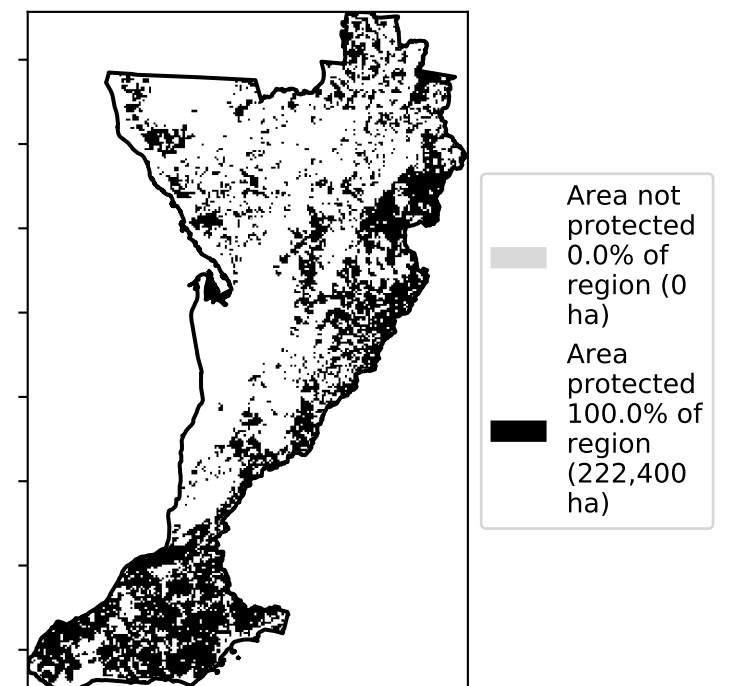 Area not
protected
0.0% of
region (0
ha)
Area
protected
100.0% of
region
(222,400
ha)